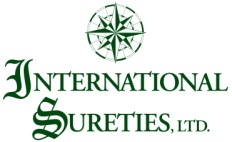 INTERNATIONAL
SURETIES, LTD.